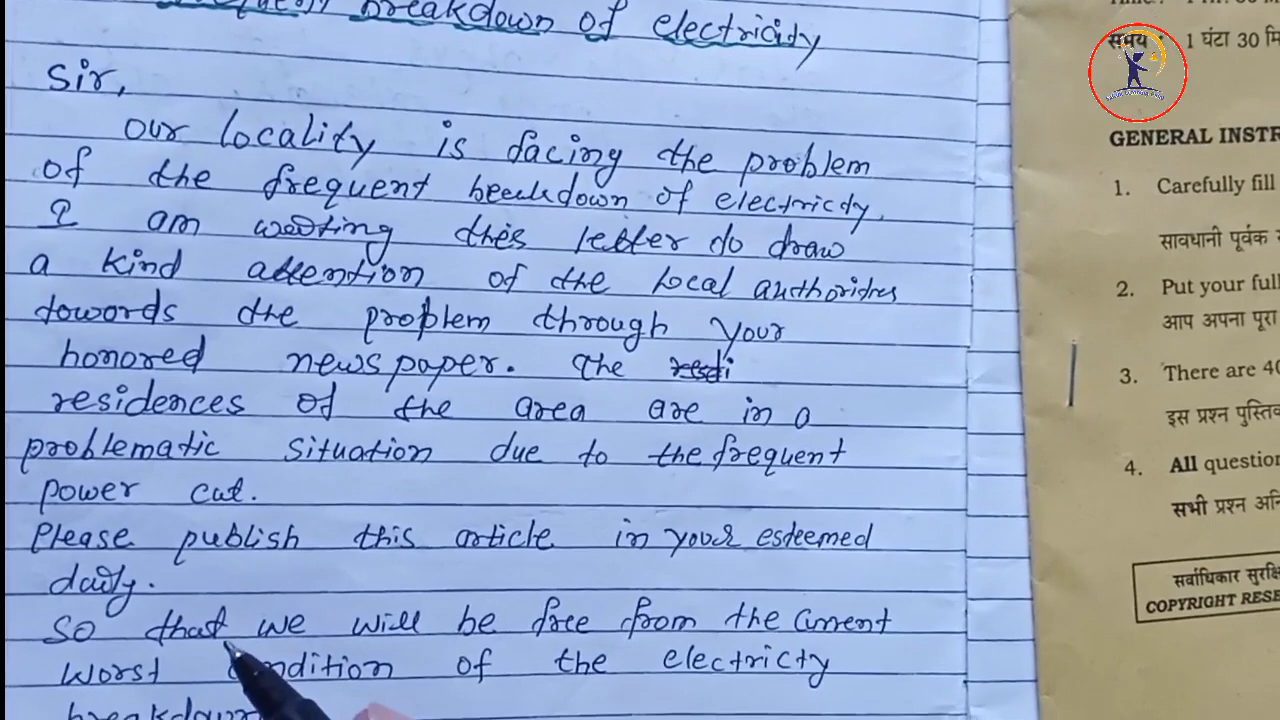 breakdown of electricity
Sir,
our locality is facing the problem
of the frequent breakdown of electricty.
I am writing this letter to draw
a kind attention of the local authorities
towards the problem through your
honored newspaper. The resdi
residences of the area are in a
problematic situation due to the frequent
power cut.
Please publish this article in your esteemed
daily.
So that we will be free from the current
worst condition of the electricty
breakdown
समय : 1 घंटा 30 मि
GENERAL INSTR
1. Carefully fill
सावधानी पूर्वक
2. Put your full
आप अपना पूरा
3. There are 40
इस प्रश्न पुस्ति
4. All question
सभी प्रश्न अनि
सर्वाधिकार सुरक्षि
COPYRIGHT RESE